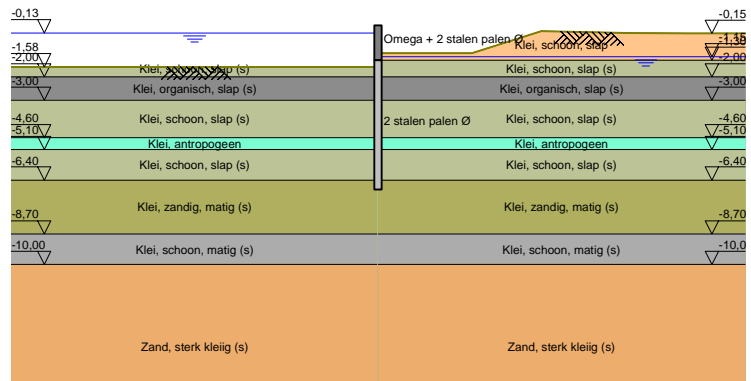 -0,13
-0,15
Omega + 2 stalen palen Ø
Klei, schoon, slap
-1,58
-2,00
-2,00
Klei, schoon, slap (s)
Klei, schoon, slap (s)
-3,00
-3,00
Klei, organisch, slap (s)
Klei, organisch, slap (s)
-4,60
-4,60
Klei, schoon, slap (s)
2 stalen palen Ø
Klei, schoon, slap (s)
-5,10
-5,10
Klei, antropogeen
Klei, antropogeen
-6,40
-6,40
Klei, schoon, slap (s)
Klei, schoon, slap (s)
Klei, zandig, matig (s)
Klei, zandig, matig (s)
-8,70
-8,70
-10,00
-10,0
Klei, schoon, matig (s)
Klei, schoon, matig (s)
Zand, sterk kleiig (s)
Zand, sterk kleiig (s)